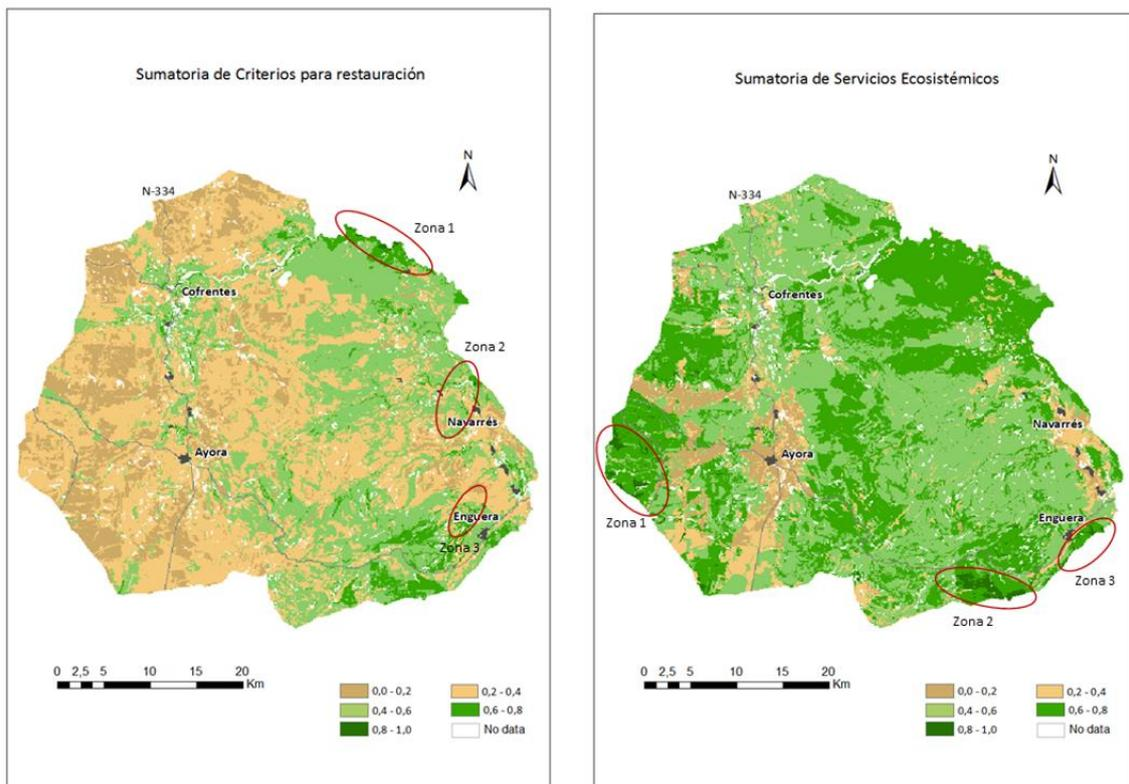 Sumatoria de Criterios para restauración
N
N-334
Zona 1
Cofrentes
Zona 2
Navarrés
Ayora
Enguera
Zona 3
0 2,5 5 10 15 20
Km
0,0 - 0,2 0,2 - 0,4
0,4 - 0,6 0,6 - 0,8
0,8 - 1,0 No data
Sumatoria de Servicios Ecosistémicos
N
N-334
Cofrentes
Navarrés
Ayora
Zona 1
Enguera
Zona 3
Zona 2
0 2,5 5 10 15 20
Km
0,0 - 0,2 0,2 - 0,4
0,4 - 0,6 0,6 - 0,8
0,8 - 1,0 No data